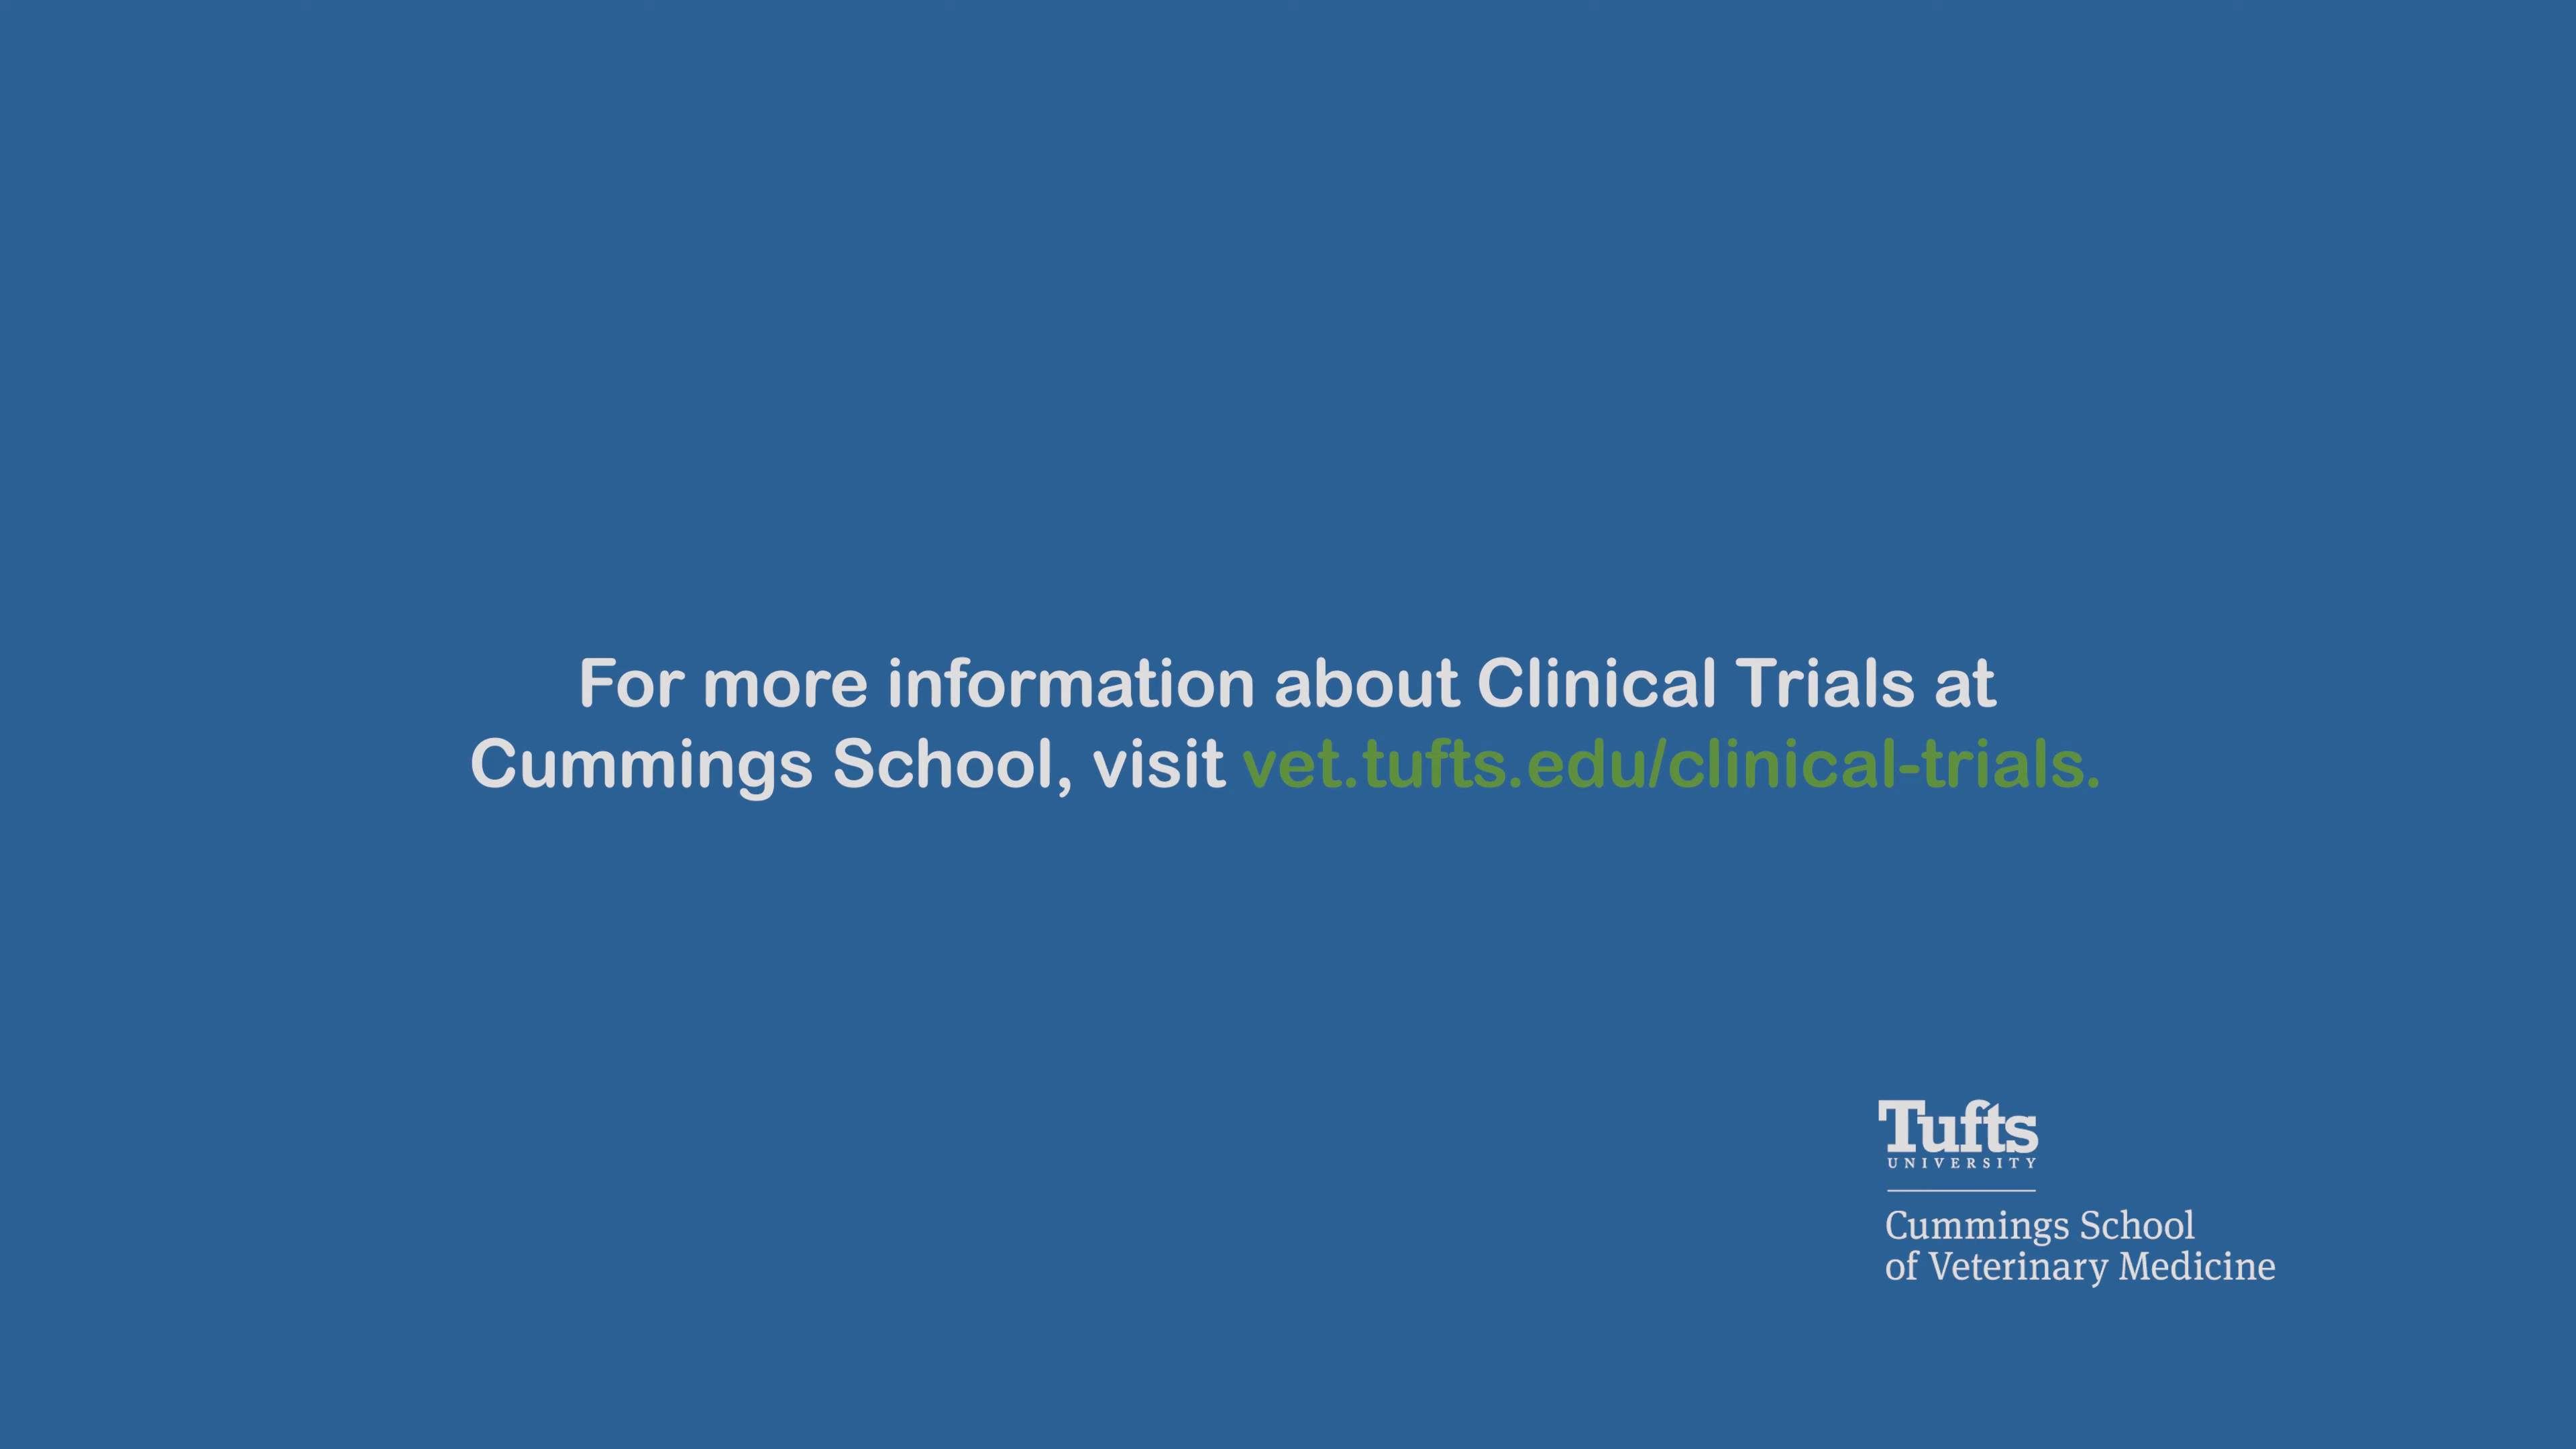 For more information about Clinical Trials at
Cummings School, visit vet.tufts.edu/clinical-trials.
Tufts
UNIVERSITY
Cummings School
of Veterinary Medicine